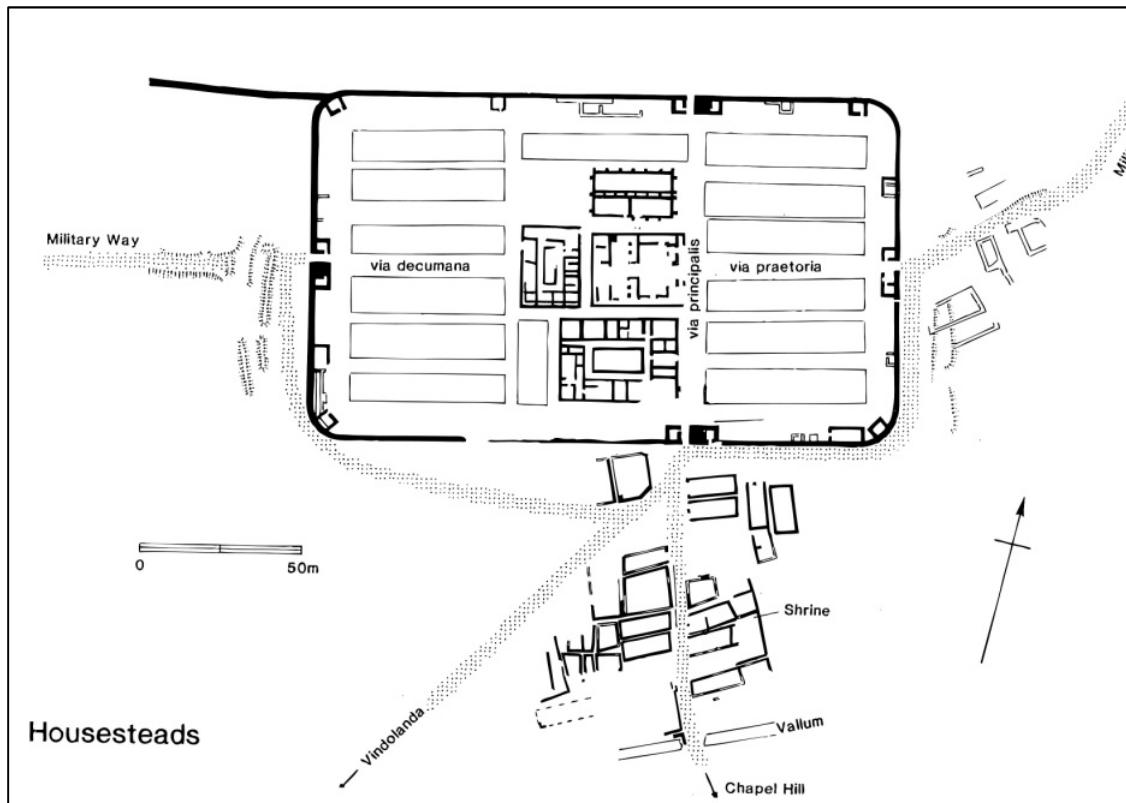 Military Way
via decumana
via principalis
via praetoria
0
50m
Shrine
Vindolanda
Vallum
Housesteads
Chapel Hill